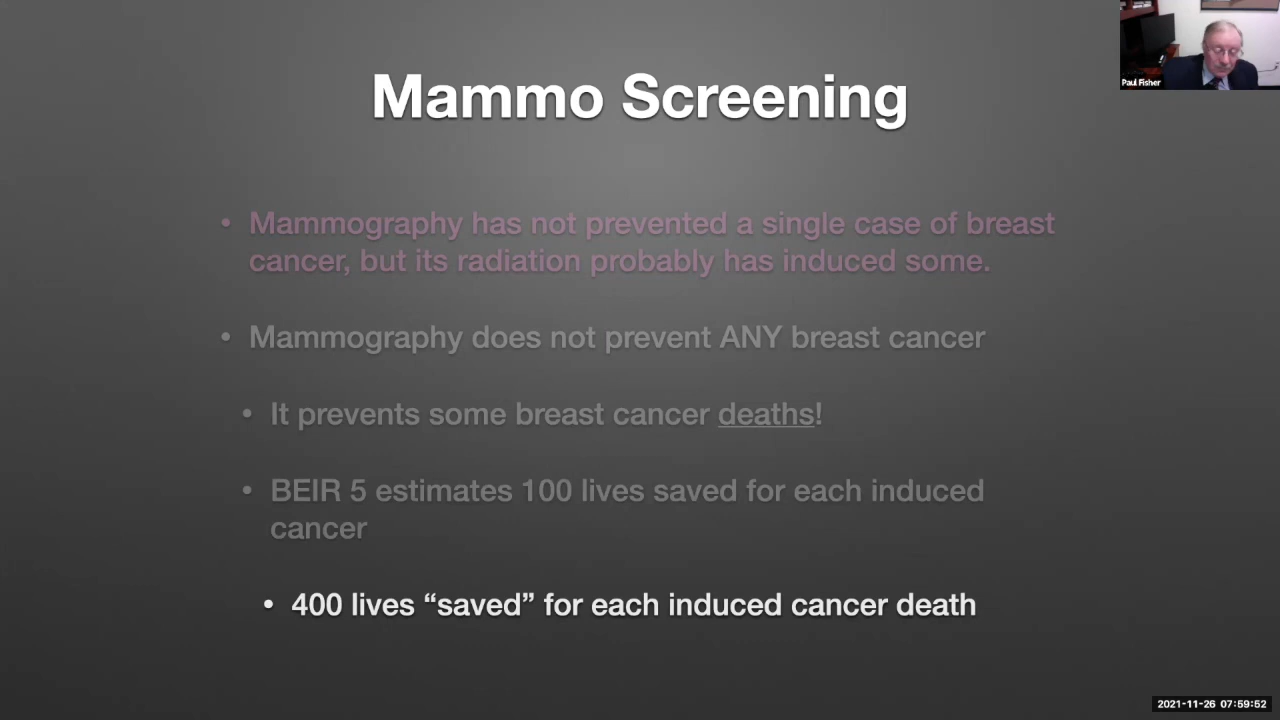 Mammo Screening
Paul Fisher
• Mammography has not prevented a single case of breast
cancer, but its radiation probably has induced some.
• Mammography does not prevent ANY breast cancer
• It prevents some breast cancer deaths!
• BEIR 5 estimates 100 lives saved for each induced
cancer
• 400 lives “saved” for each induced cancer death
2021-11-26 07:59:52